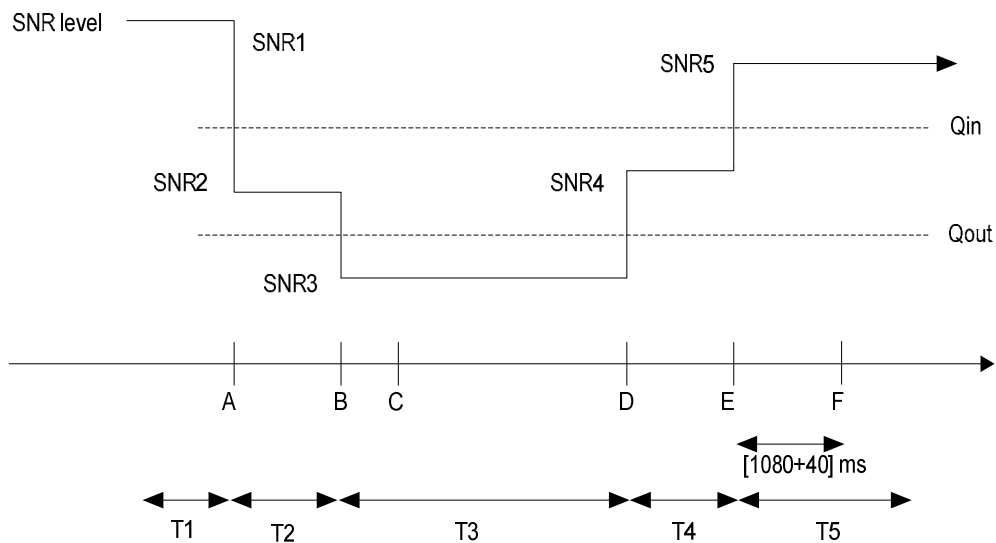 SNR level
SNR1
SNR5
Qin
SNR2
SNR4
Qout
SNR3
A
B
C
D
E
F
[1080+40] ms
T1
T2
T3
T4
T5